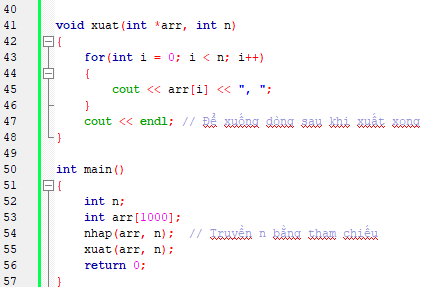 40
41 void xuat(int *arr, int n)
42 {
43     for(int i = 0; i < n; i++)
44     {
45         cout << arr[i] << ", ";
46     }
47     cout << endl; // Để xuống dòng sau khi xuất xong
48 }
49
50 int main()
51 {
52     int n;
53     int arr[1000];
54     nhap(arr, n);  // Truyền n bằng tham chiếu
55     xuat(arr, n);
56     return 0;
57 }